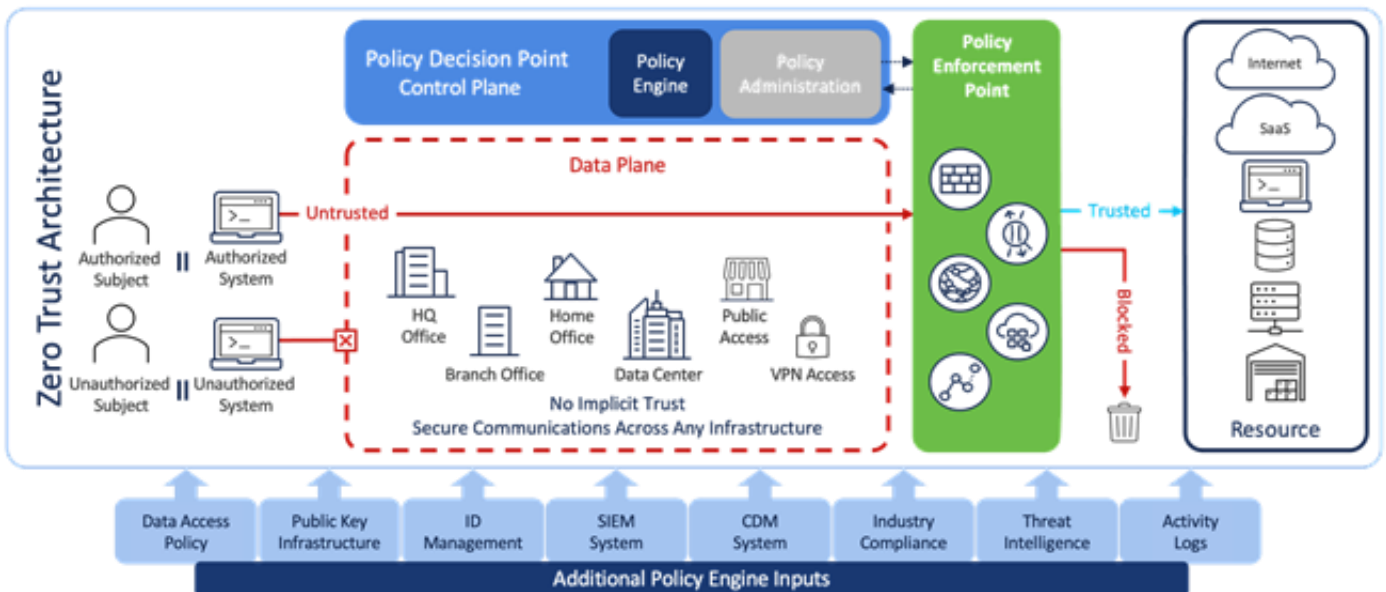 Zero Trust Architecture
Policy Decision Point
Control Plane
Policy
Engine
Policy
Administration
Policy
Enforcement
Point
Internet
SaaS
Data Plane
Authorized
Subject
Authorized
System
Untrusted
Trusted
Unauthorized
Subject
Unauthorized
System
HQ
Office
Branch Office
Home
Office
Data Center
Public
Access
VPN Access
No Implicit Trust
Secure Communications Across Any Infrastructure
Blocked
Resource
Data Access
Policy
Public Key
Infrastructure
ID
Management
SIEM
System
CDM
System
Industry
Compliance
Threat
Intelligence
Activity
Logs
Additional Policy Engine Inputs